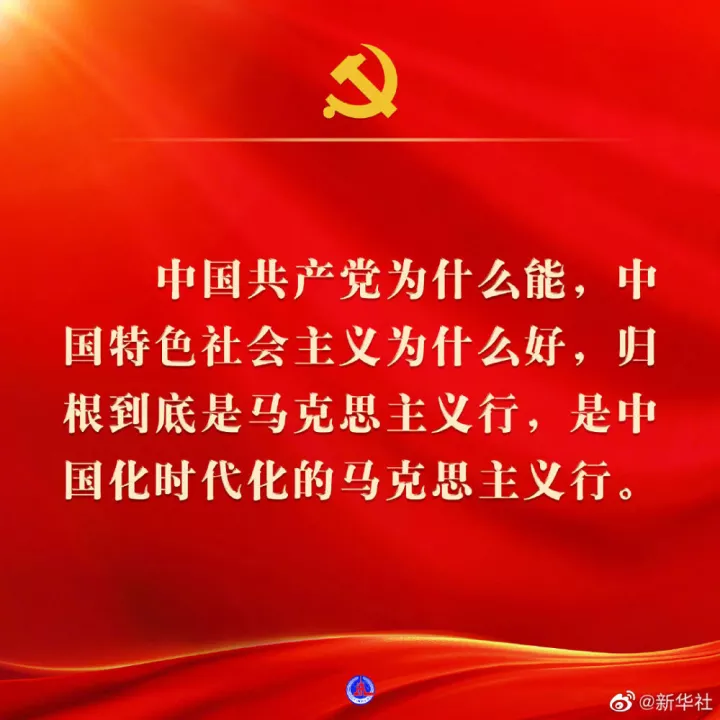 中国共产党为什么能，中
国特色社会主义为什么好，归
根到底是马克思主义行，是中
国化时代化的马克思主义行。
@新华社